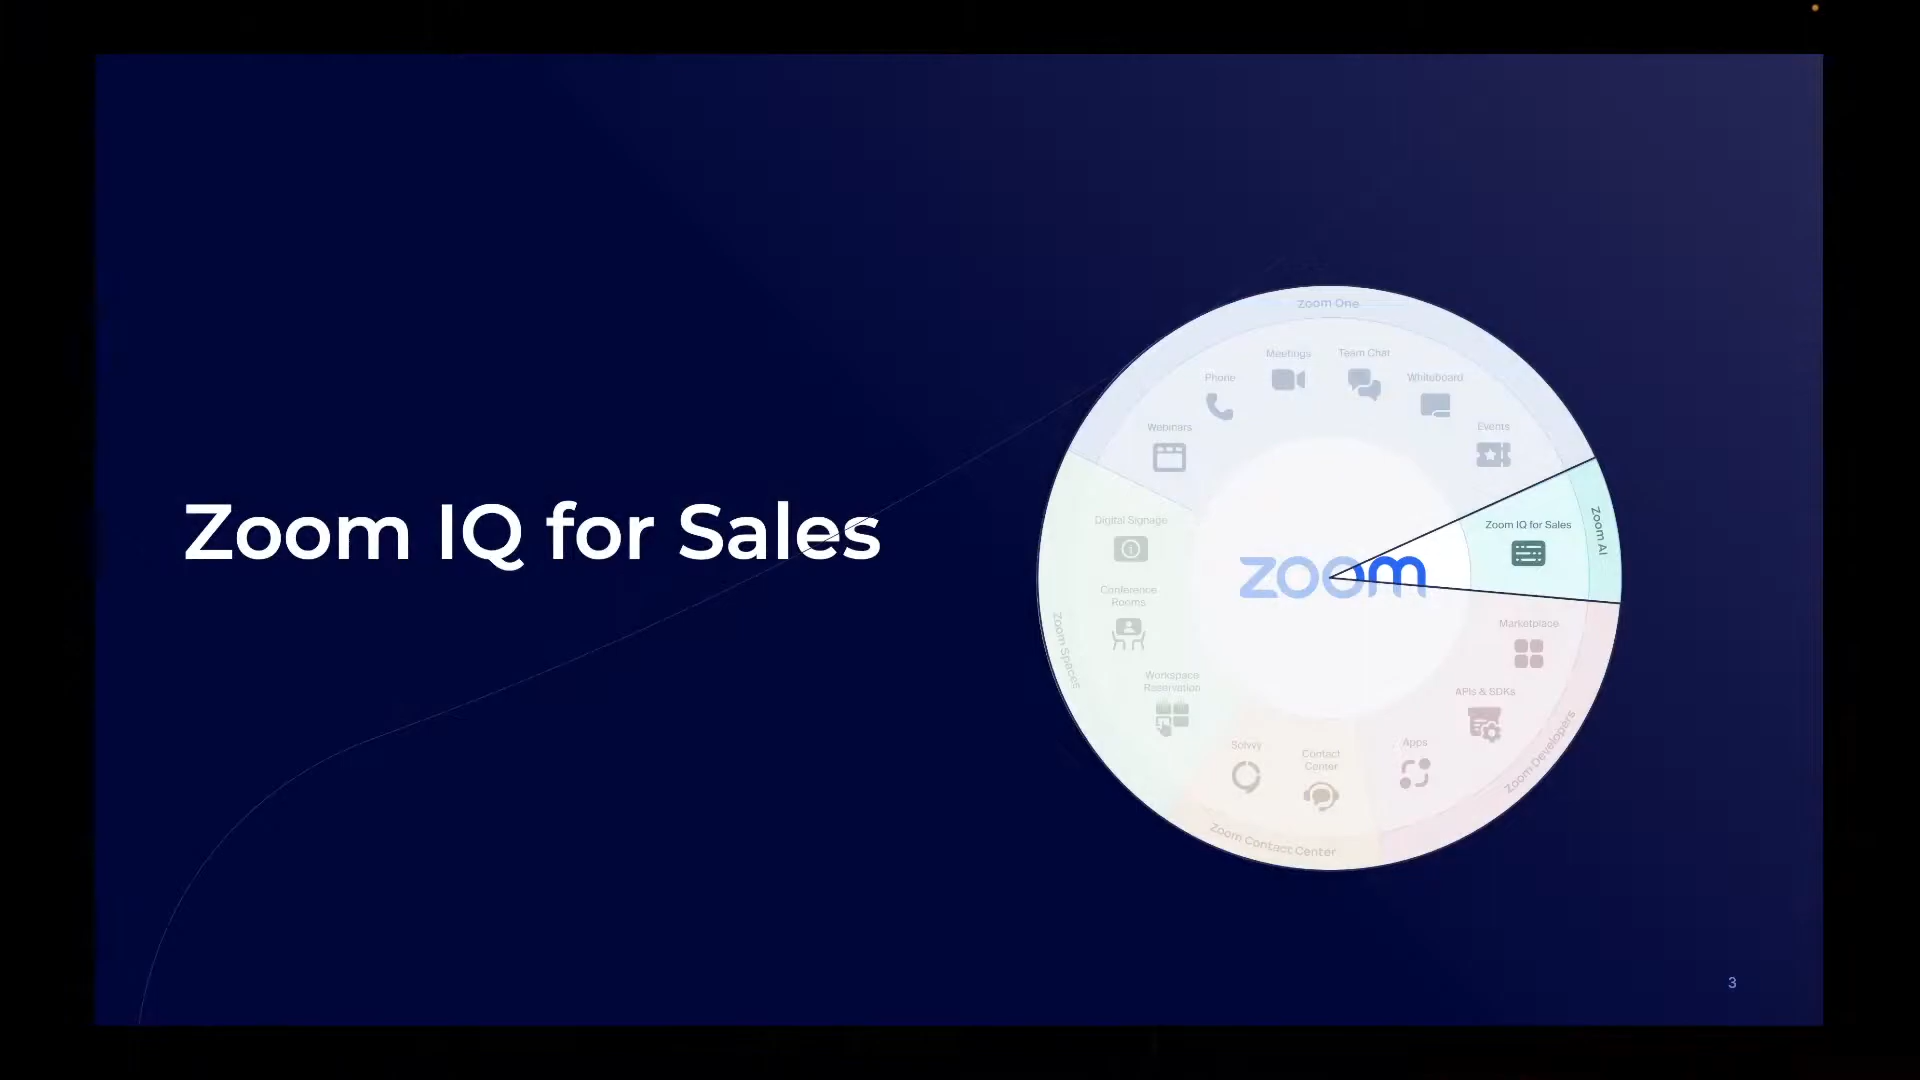 Zoom IQ for Sales
Zoom One
Meetings
Team Chat
Phone
Whiteboard
Webinars
Events
Zoom IQ for Sales
Zoom AI
Digital Signage
zoom
Conference
Rooms
Zoom Spaces
Workspace
Reservation
Marketplace
APIs & SDKs
Apps
Zoom Developers
Solvvy
Contact
Center
Zoom Contact Center
3